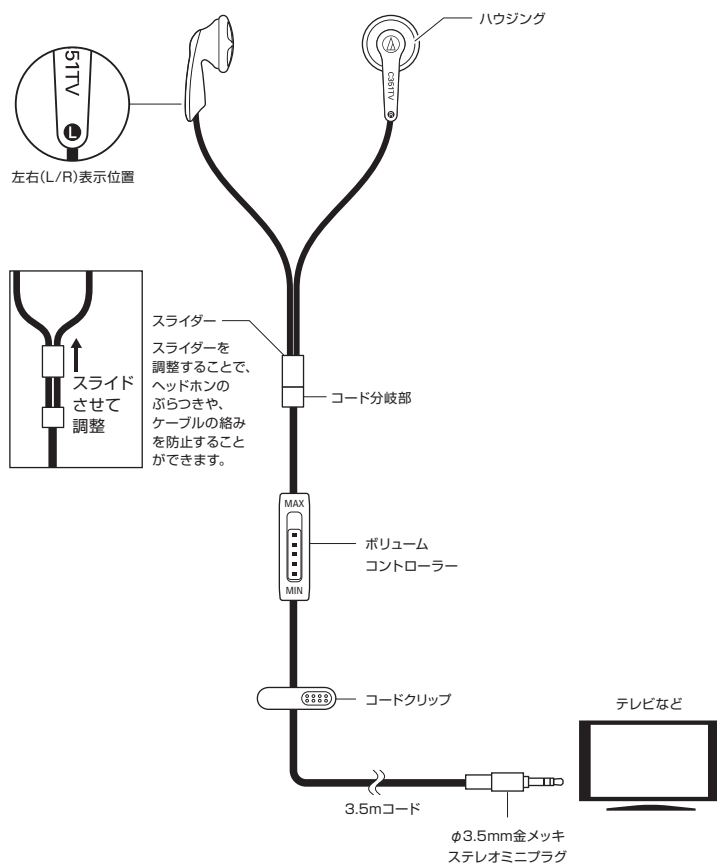 ハウジング
C351TV
R
51TV
L
左右(L/R)表示位置
スライダー
スライダーを
調整することで、
ヘッドホンの
ぶらつきや、
ケーブルの絡み
を防止すること
ができます。
スライド
させて
調整
コード分岐部
MAX
MIN
ボリューム
コントローラー
コードクリップ
テレビなど
3.5mコード
φ3.5mm金メッキ
ステレオミニプラグ